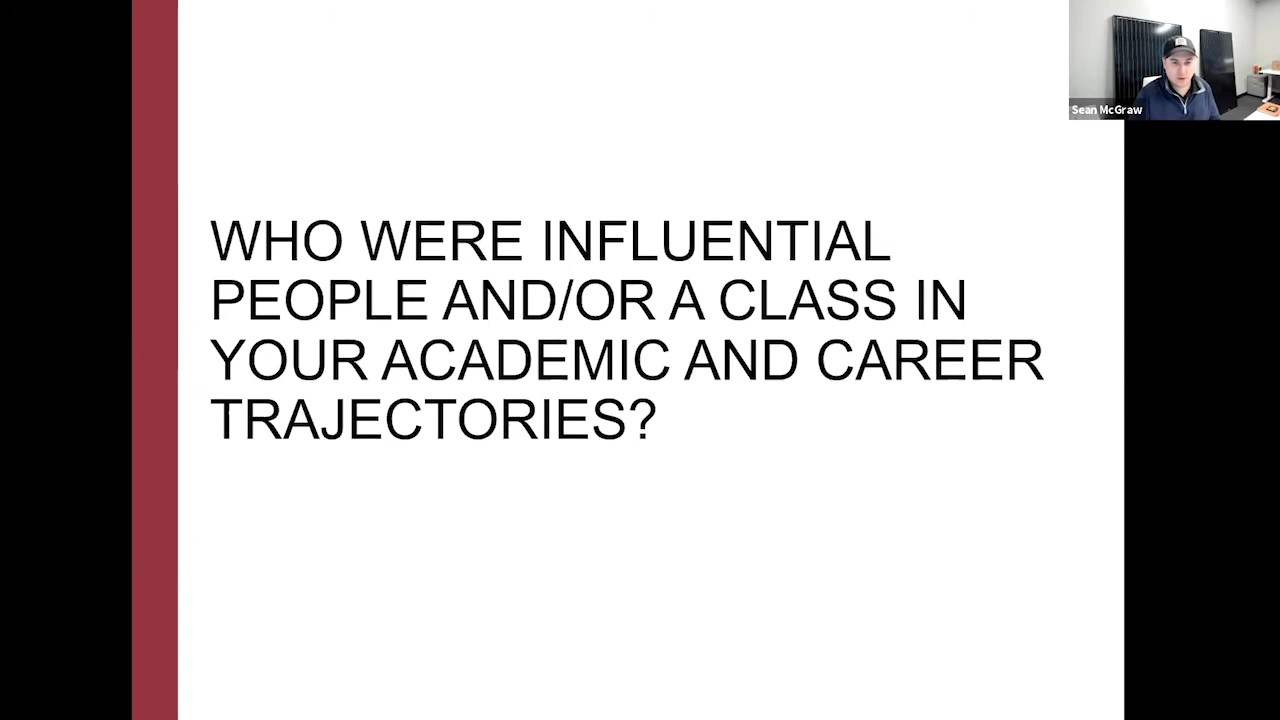 WHO WERE INFLUENTIAL
PEOPLE AND/OR A CLASS IN
YOUR ACADEMIC AND CAREER
TRAJECTORIES?
Sean McGraw